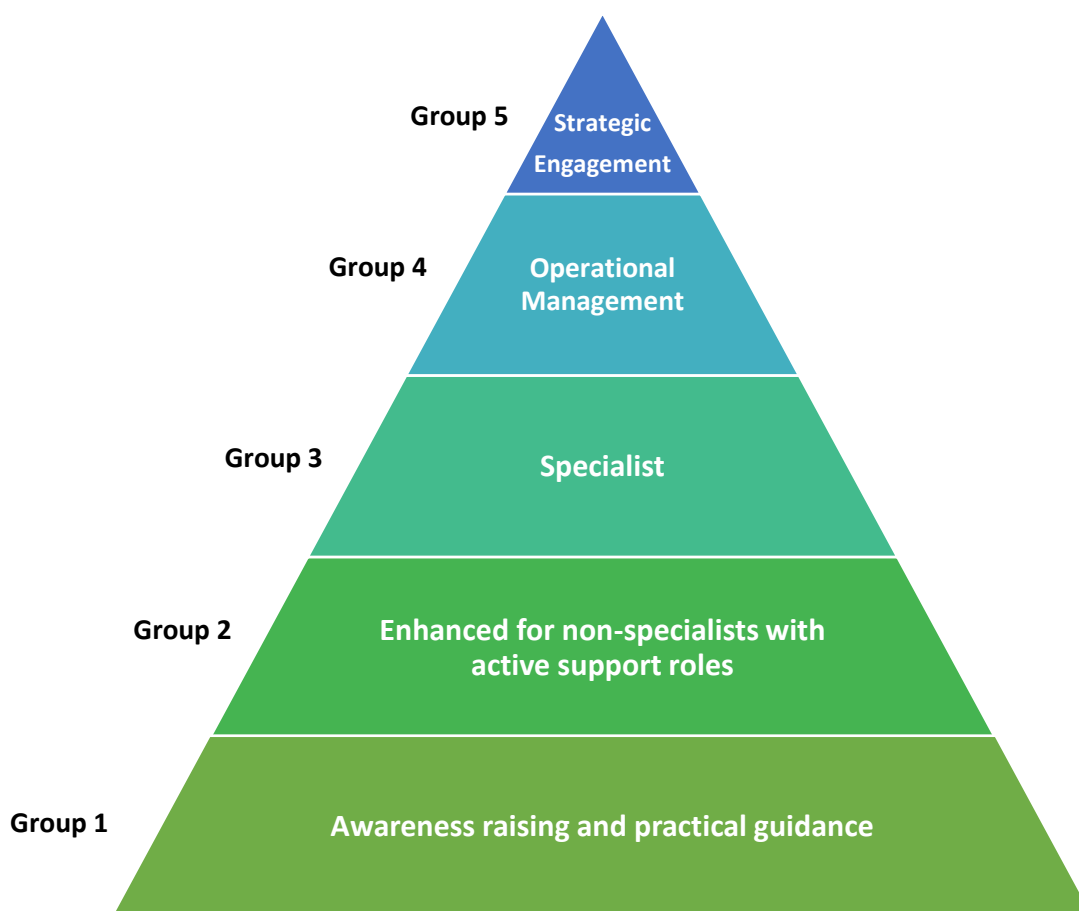 Group 5
Strategic
Engagement
Group 4
Operational
Management
Group 3
Specialist
Group 2
Enhanced for non-specialists with
active support roles
Group 1
Awareness raising and practical guidance